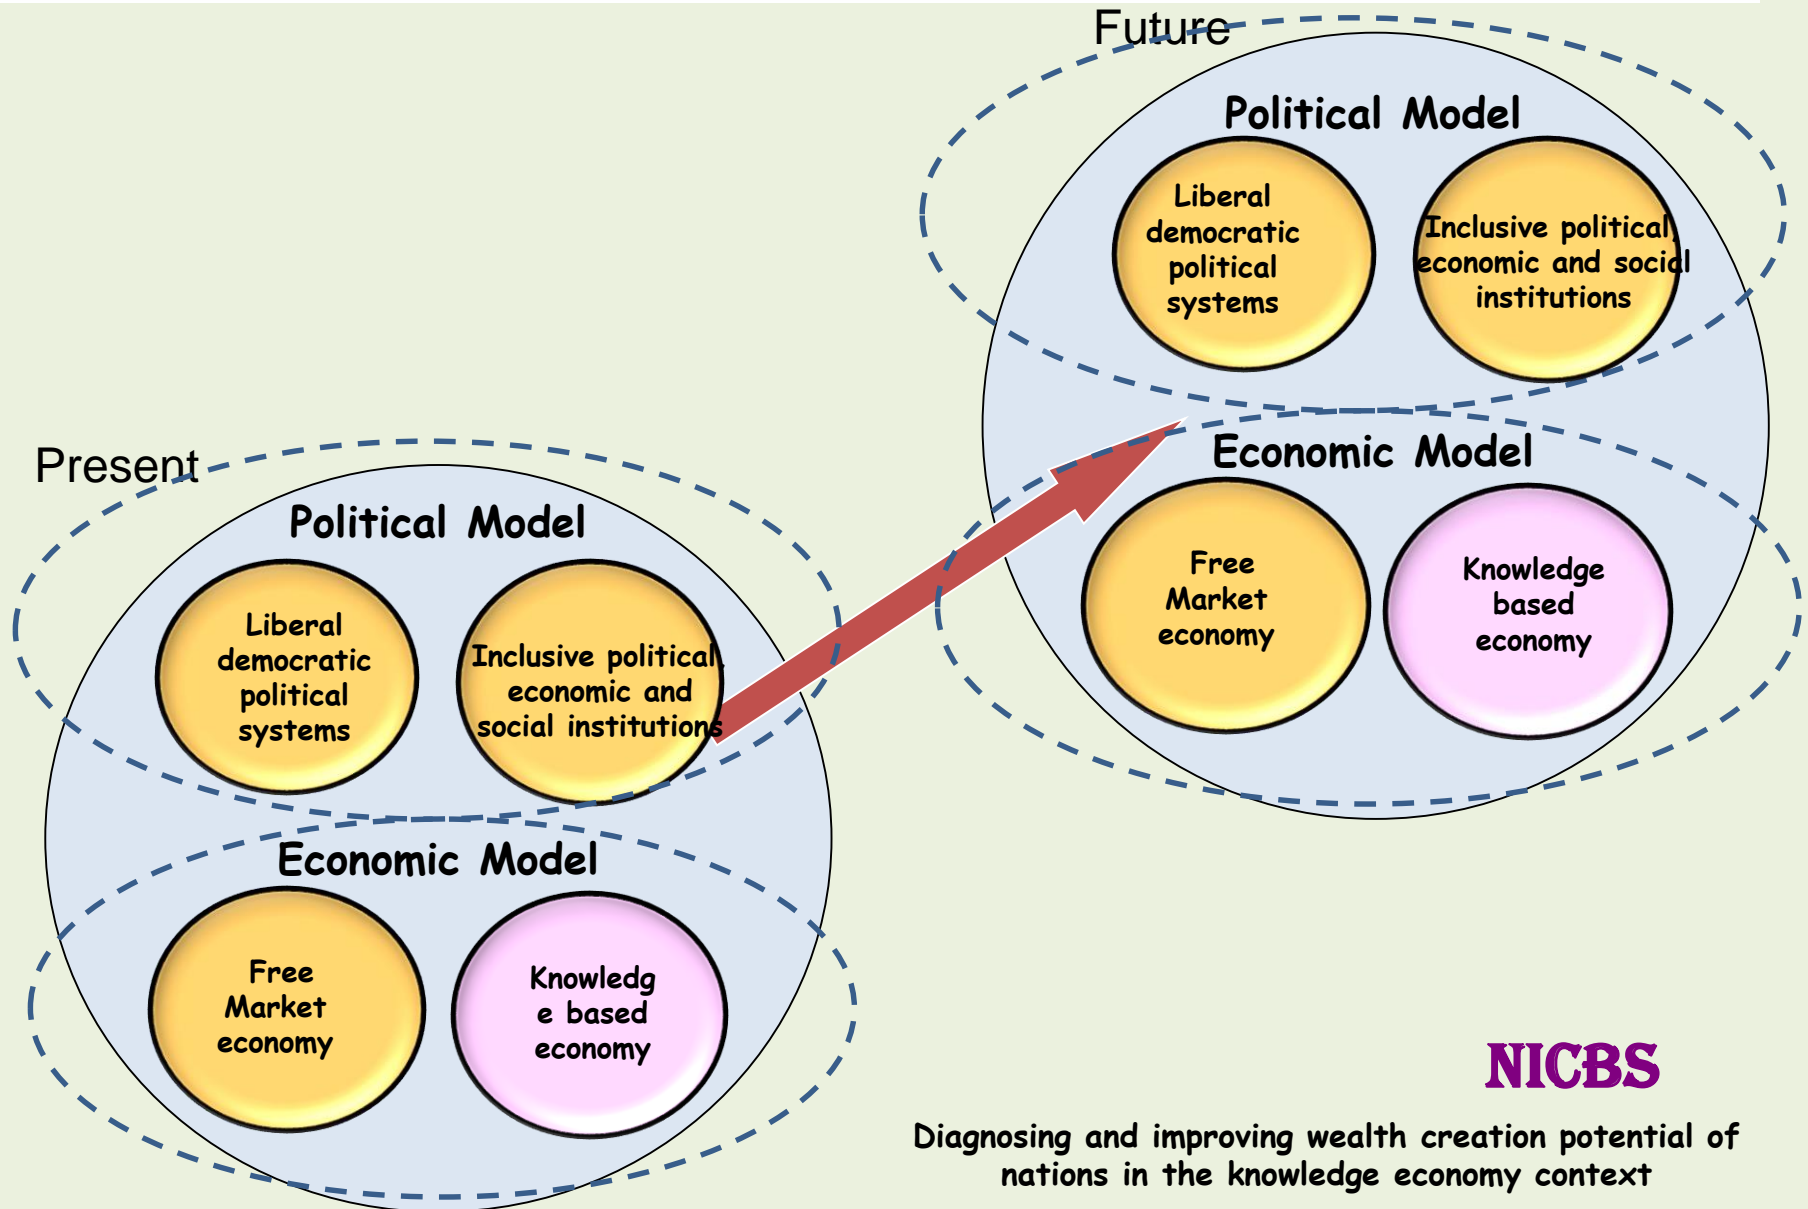 Future
Political Model
Liberal
democratic
political
systems
Inclusive political,
economic and social
institutions
Economic Model
Free
Market
economy
Knowledge
based
economy
Present
Political Model
Liberal
democratic
political
systems
Inclusive political,
economic and
social institutions
Economic Model
Free
Market
economy
Knowledg
e based
economy
NICBS
Diagnosing and improving wealth creation potential of
nations in the knowledge economy context